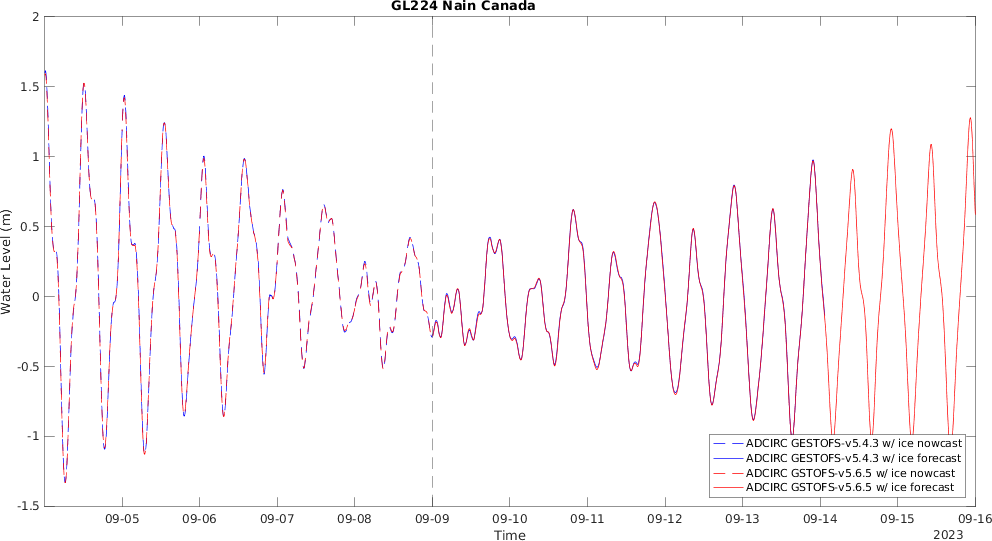 GL224 Nain Canada
2
1.5
1
0.5
0
-0.5
-1
-1.5
Water Level (m)
ADCIRC GESTOFS-v5.4.3 w/ ice nowcast
ADCIRC GESTOFS-v5.4.3 w/ ice forecast
ADCIRC GSTOFS-v5.6.5 w/ ice nowcast
ADCIRC GSTOFS-v5.6.5 w/ ice forecast
09-05 09-06 09-07 09-08 09-09 09-10 09-11 09-12 09-13 09-14 09-15 09-16
Time
2023